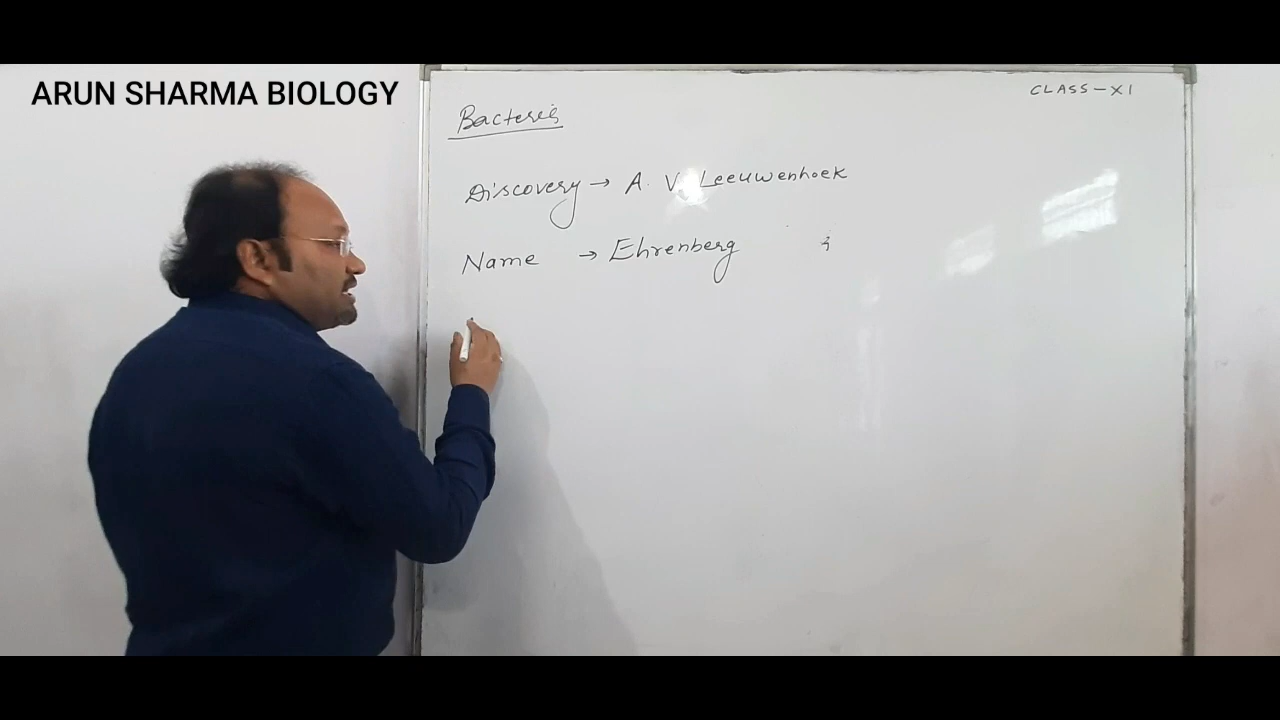 ARUN SHARMA BIOLOGY
CLASS-XI
Bacteria
Discovery → A. V. Leeuwenhoek
Name → Ehrenberg